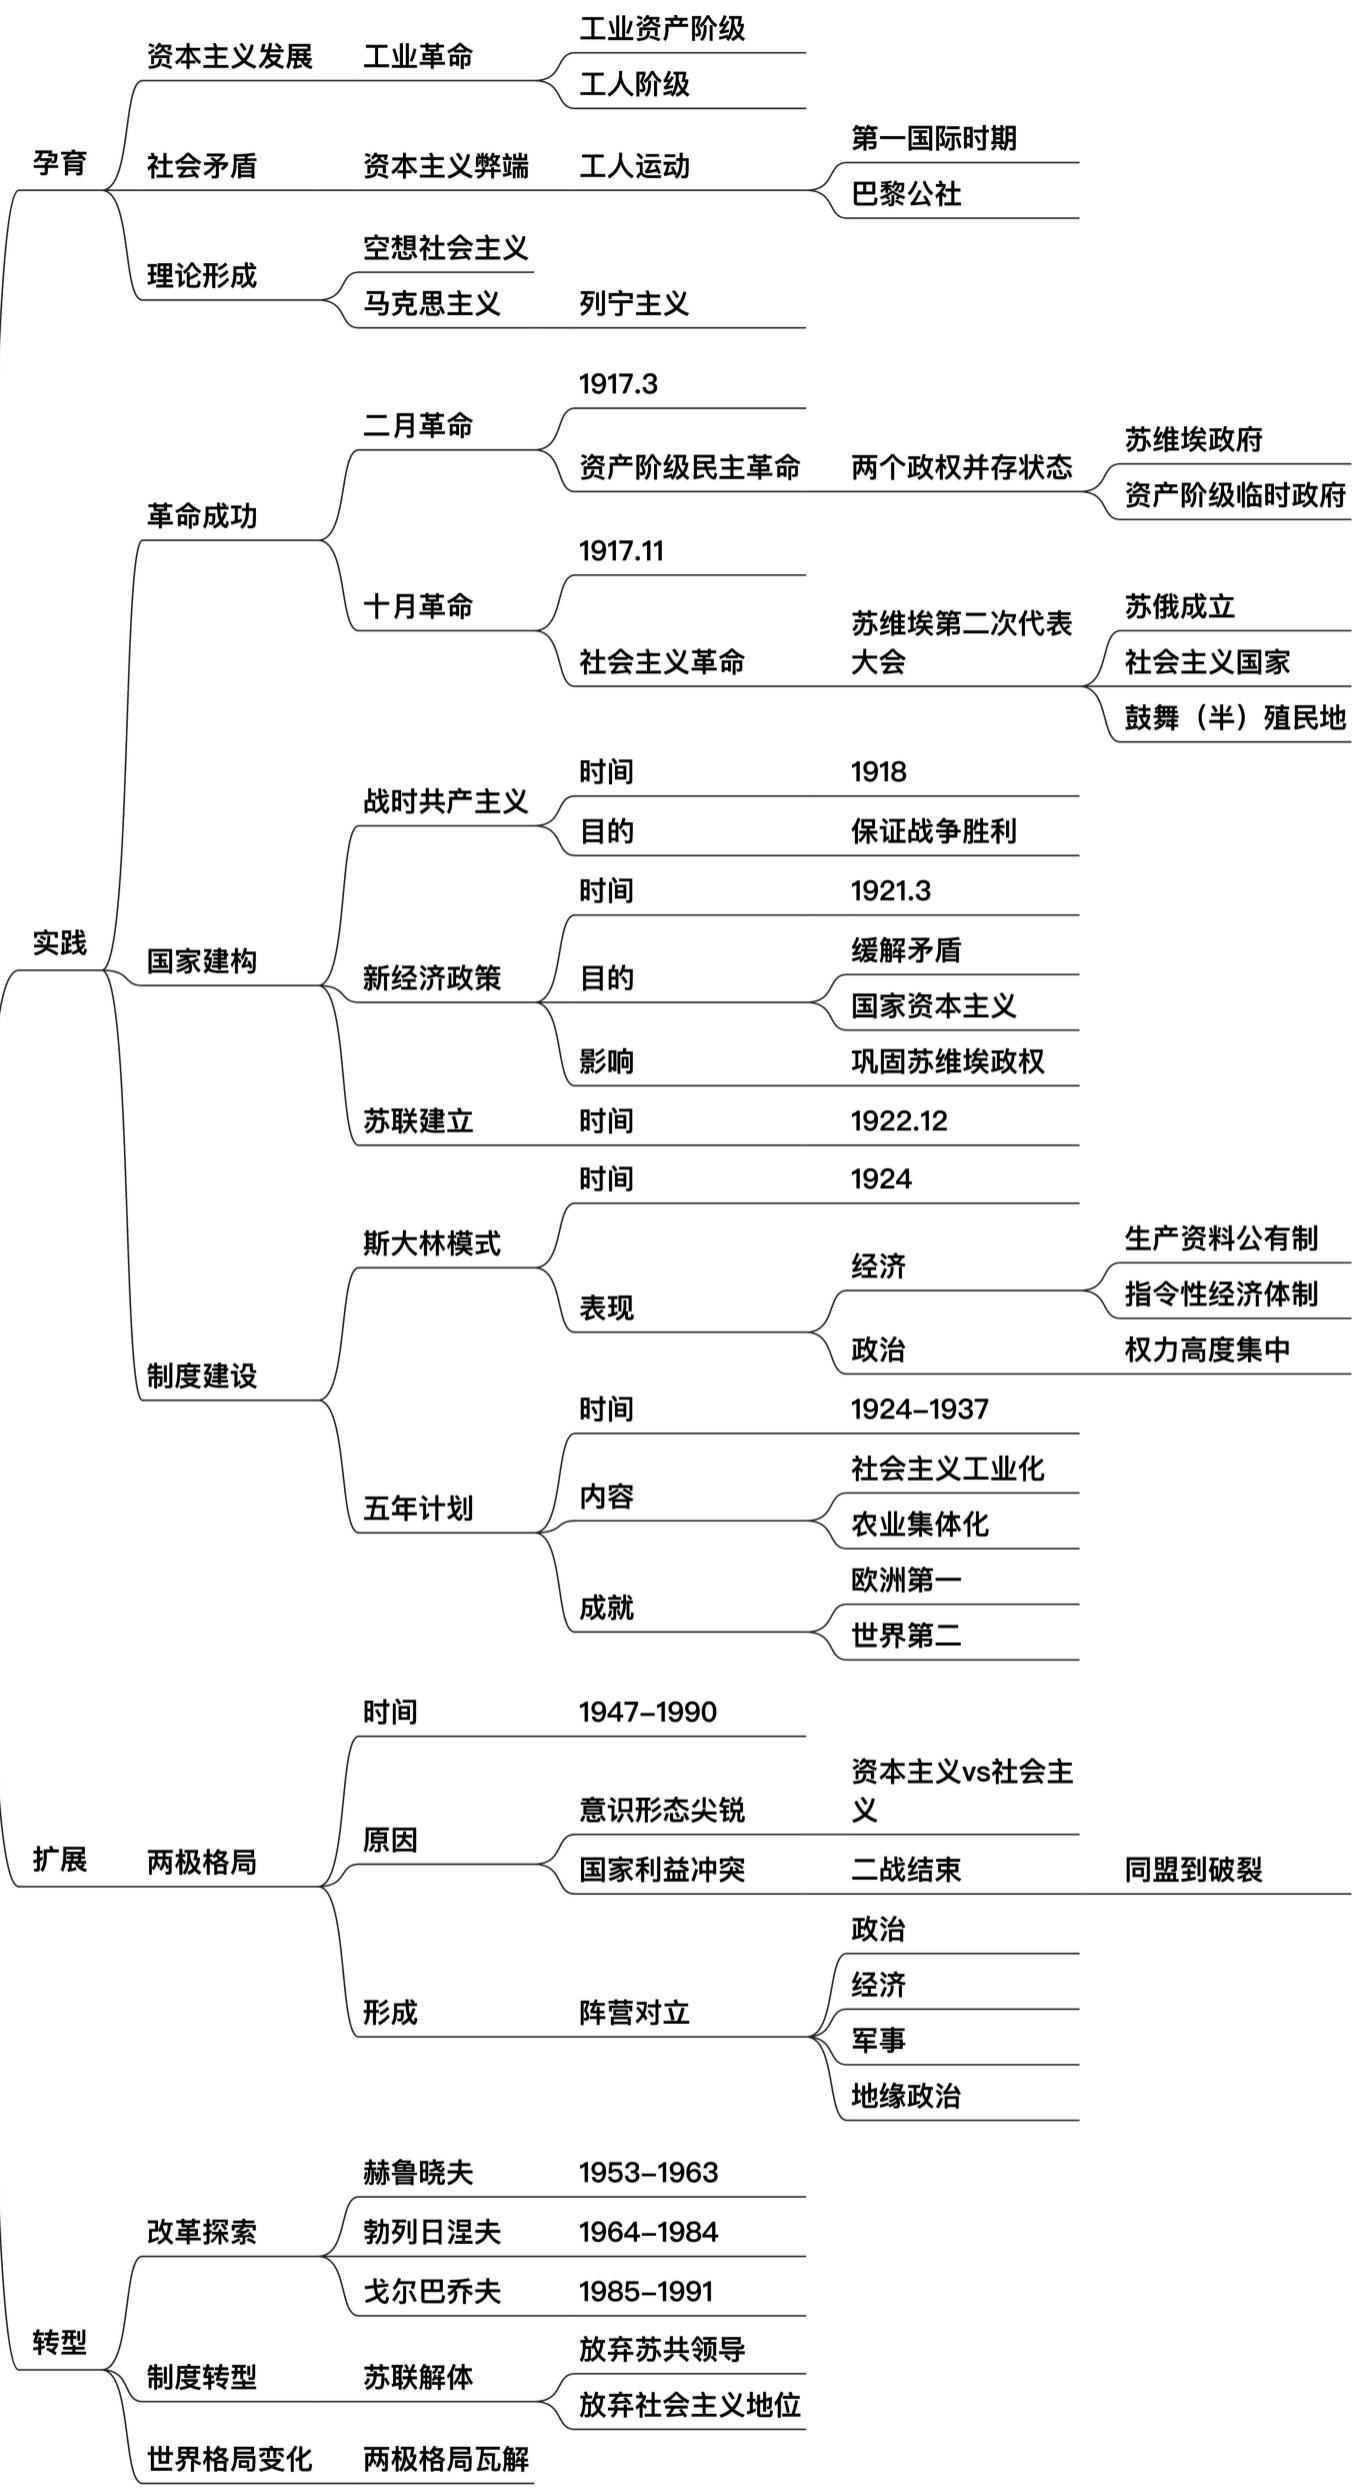 孕育
资本主义发展
工业革命
工业资产阶级
工人阶级
社会矛盾
资本主义弊端
工人运动
第一国际时期
巴黎公社
理论形成
空想社会主义
马克思主义
列宁主义
实践
革命成功
二月革命
1917.3
资产阶级民主革命
两个政权并存状态
苏维埃政府
资产阶级临时政府
十月革命
1917.11
社会主义革命
苏维埃第二次代表
大会
苏俄成立
社会主义国家
鼓舞（半）殖民地
国家建构
战时共产主义
时间
1918
目的
保证战争胜利
新经济政策
时间
1921.3
目的
缓解矛盾
国家资本主义
影响
巩固苏维埃政权
苏联建立
时间
1922.12
制度建设
斯大林模式
时间
1924
表现
经济
生产资料公有制
指令性经济体制
政治
权力高度集中
五年计划
时间
1924–1937
内容
社会主义工业化
农业集体化
成就
欧洲第一
世界第二
扩展
两极格局
时间
1947–1990
原因
意识形态尖锐
资本主义vs社会主
义
国家利益冲突
二战结束
同盟到破裂
形成
阵营对立
政治
经济
军事
地缘政治
转型
改革探索
赫鲁晓夫
1953–1963
勃列日涅夫
1964–1984
戈尔巴乔夫
1985–1991
制度转型
苏联解体
放弃苏共领导
放弃社会主义地位
世界格局变化
两极格局瓦解